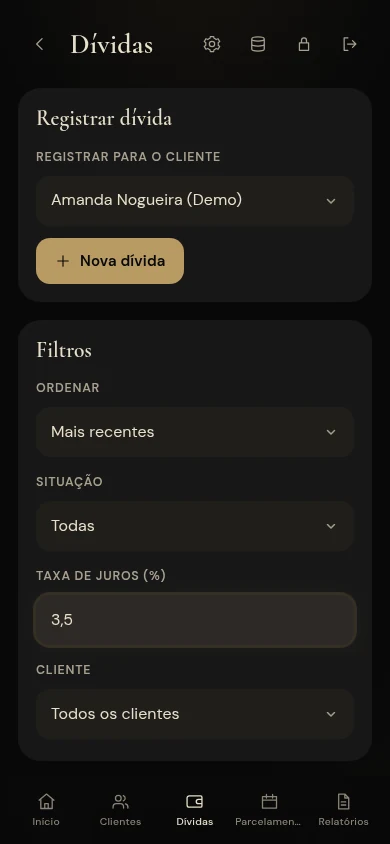 Dívidas
Registrar dívida
REGISTRAR PARA O CLIENTE
Amanda Nogueira (Demo)
Nova dívida
Filtros
ORDENAR
Mais recentes
SITUAÇÃO
Todas
TAXA DE JUROS (%)
3,5
CLIENTE
Todos os clientes
Início Clientes Dívidas Parcelamen... Relatórios